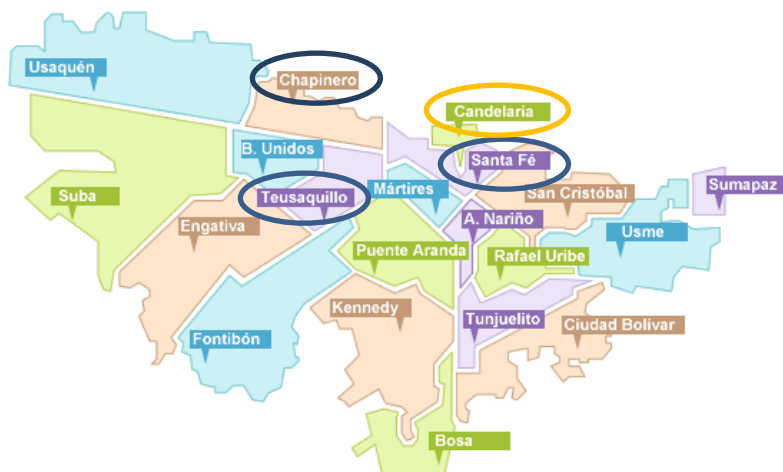 Usaquén
Chapinero
Candelaria
B. Unidos
Santa Fé
Suba
Teusaquillo
Mártires
San Cristóbal
Sumapaz
Engativa
A. Nariño
Usme
Puente Aranda
Rafael Uribe
Kennedy
Tunjuelito
Ciudad Bolívar
Fontibón
Bosa